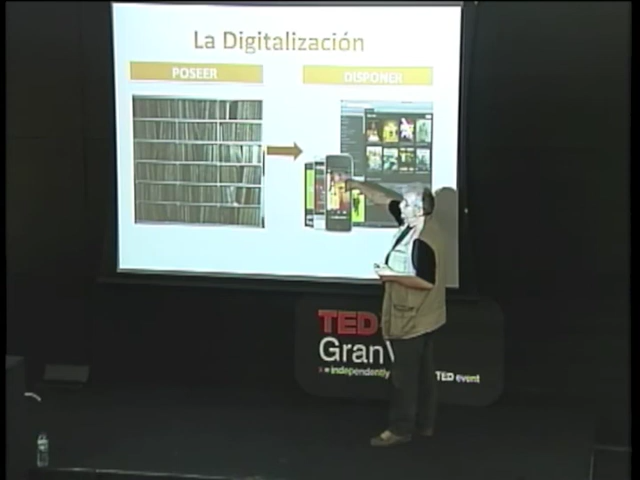 La Digitalización
POSEER
DISPONER
TED
Gran
independently
TED event